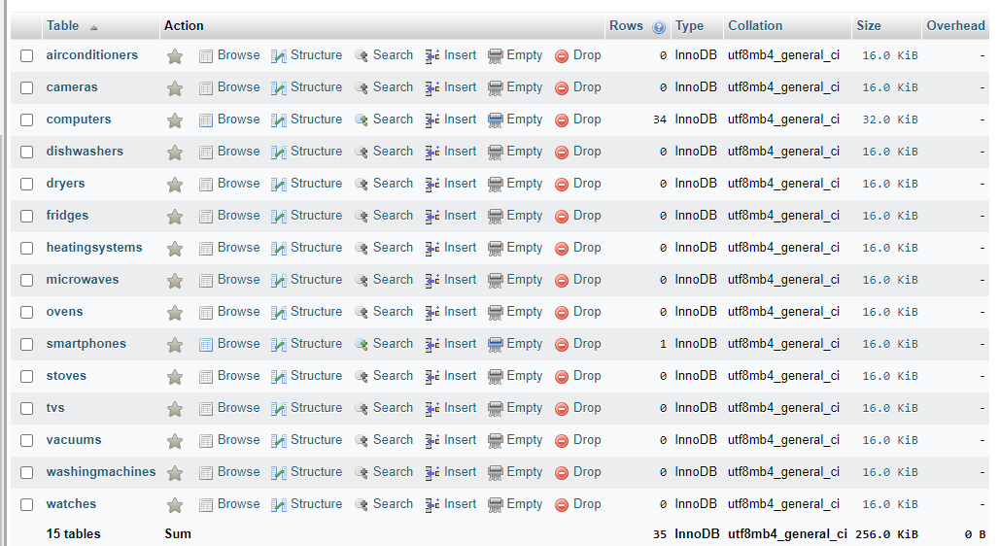 Table Action Rows Type Collation Size Overhead
airconditioners Browse Structure Search Insert Empty Drop 0 InnoDB utf8mb4_general_ci 16.0 KiB -
cameras Browse Structure Search Insert Empty Drop 0 InnoDB utf8mb4_general_ci 16.0 KiB -
computers Browse Structure Search Insert Empty Drop 34 InnoDB utf8mb4_general_ci 32.0 KiB -
dishwashers Browse Structure Search Insert Empty Drop 0 InnoDB utf8mb4_general_ci 16.0 KiB -
dryers Browse Structure Search Insert Empty Drop 0 InnoDB utf8mb4_general_ci 16.0 KiB -
fridges Browse Structure Search Insert Empty Drop 0 InnoDB utf8mb4_general_ci 16.0 KiB -
heatingsystems Browse Structure Search Insert Empty Drop 0 InnoDB utf8mb4_general_ci 16.0 KiB -
microwaves Browse Structure Search Insert Empty Drop 0 InnoDB utf8mb4_general_ci 16.0 KiB -
ovens Browse Structure Search Insert Empty Drop 0 InnoDB utf8mb4_general_ci 16.0 KiB -
smartphones Browse Structure Search Insert Empty Drop 1 InnoDB utf8mb4_general_ci 16.0 KiB -
stoves Browse Structure Search Insert Empty Drop 0 InnoDB utf8mb4_general_ci 16.0 KiB -
tvs Browse Structure Search Insert Empty Drop 0 InnoDB utf8mb4_general_ci 16.0 KiB -
vacuums Browse Structure Search Insert Empty Drop 0 InnoDB utf8mb4_general_ci 16.0 KiB -
washingmachines Browse Structure Search Insert Empty Drop 0 InnoDB utf8mb4_general_ci 16.0 KiB -
watches Browse Structure Search Insert Empty Drop 0 InnoDB utf8mb4_general_ci 16.0 KiB -
15 tables Sum 35 InnoDB utf8mb4_general_ci 256.0 KiB 0 B